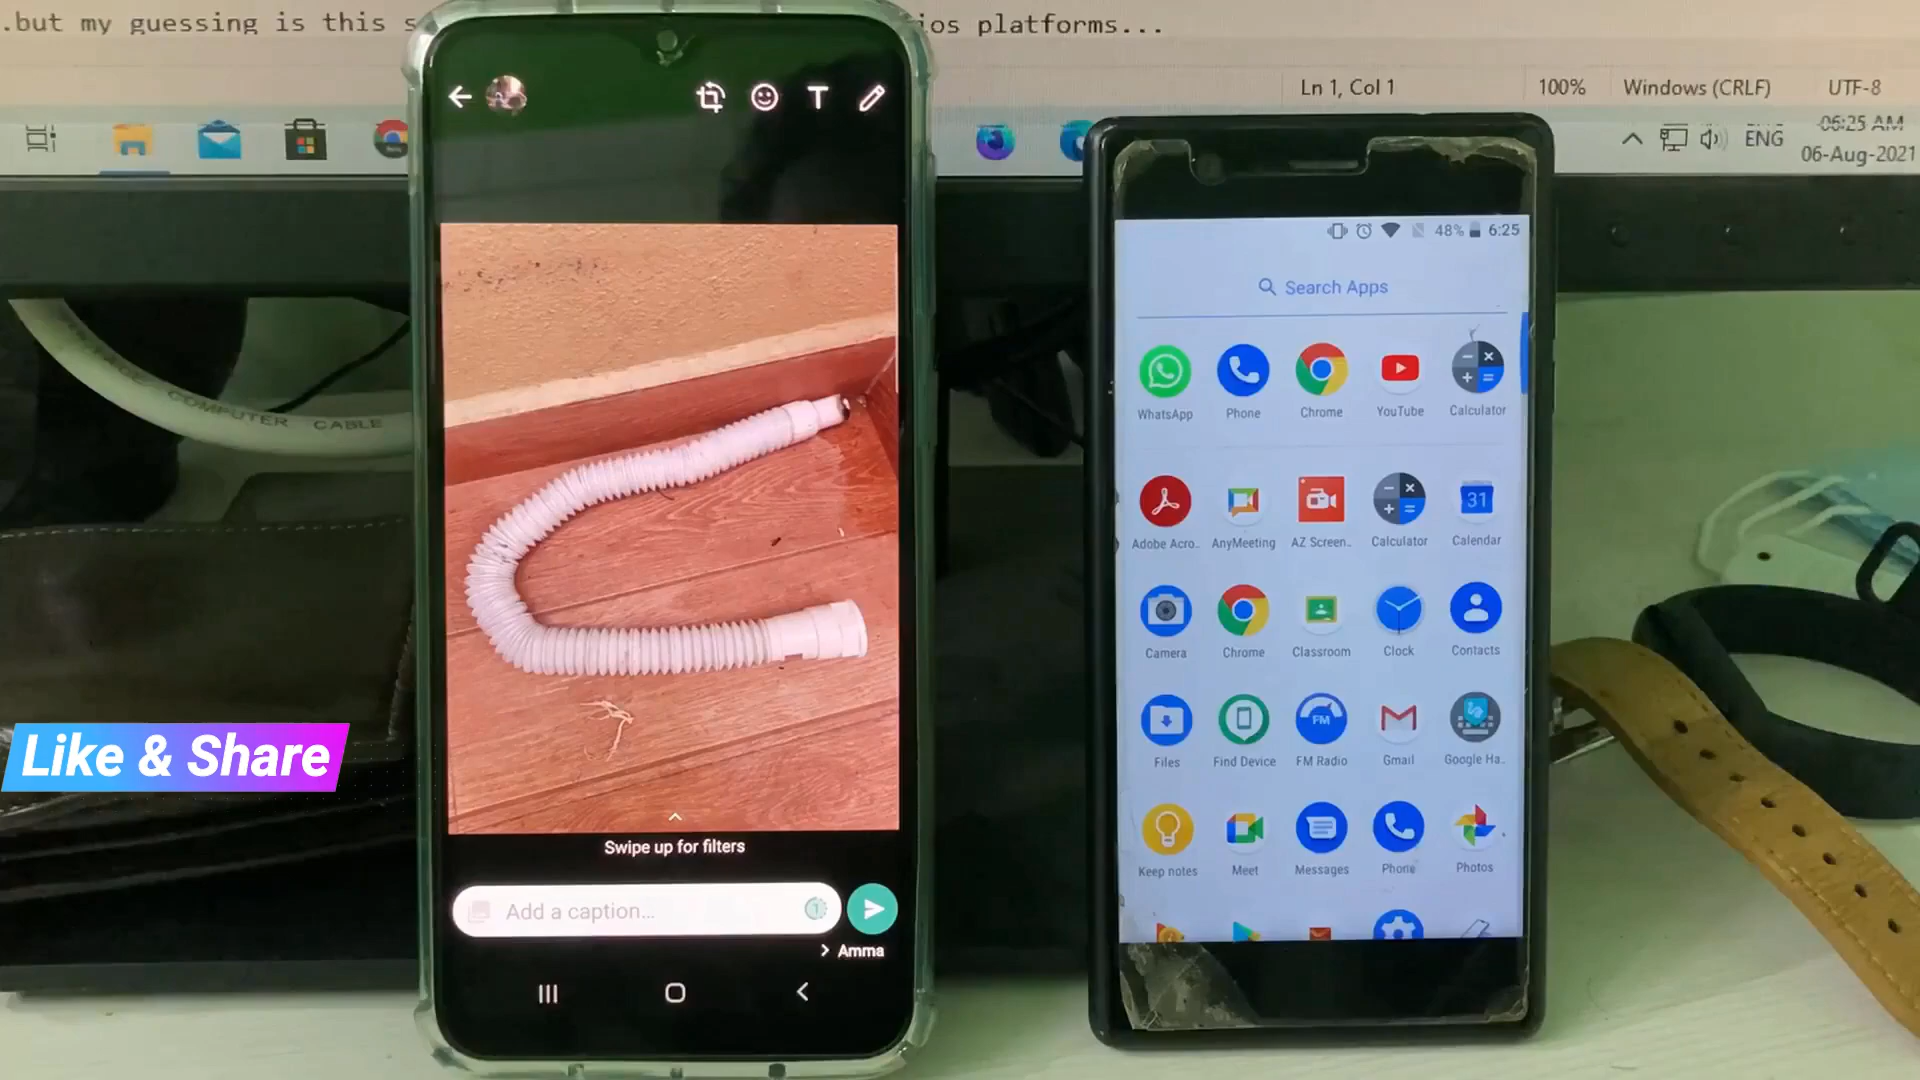 .but my guessing is this s
ios platforms...
Ln 1, Col 1
100%
Windows (CRLF)
UTF-8
06:25 AM
ENG
06-Aug-2021
T
48%
6:25
Search Apps
WhatsApp
Phone
Chrome
YouTube
Calculator
Adobe Acro..
AnyMeeting
AZ Screen..
Calculator
31
Calendar
Camera
Chrome
Classroom
Clock
Contacts
FM
Files
Find Device
FM Radio
Gmail
Google Ha..
Keep notes
Meet
Messages
Phone
Photos
COMPUTER CABLE
Like & Share
Swipe up for filters
Add a caption...
1
> Amma